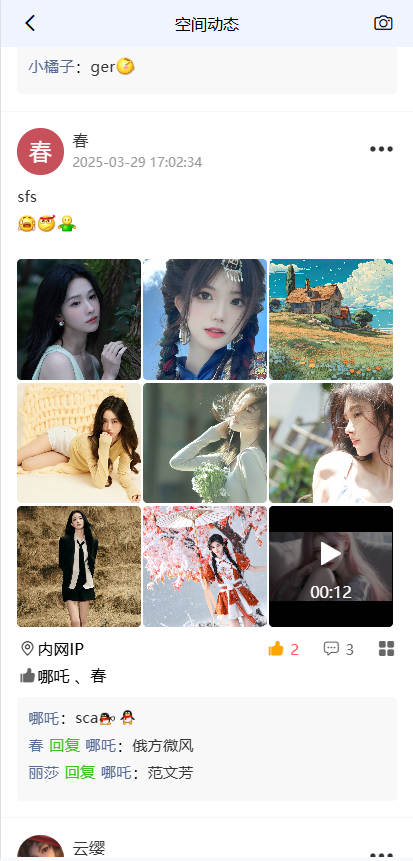 空间动态
小橘子：ger
春
春
2025-03-29 17:02:34
sfs
00:12
内网IP
2
3
哪吒 、春
哪吒：sca
春 回复 哪吒：俄方微风
丽莎 回复 哪吒：范文芳
云缨